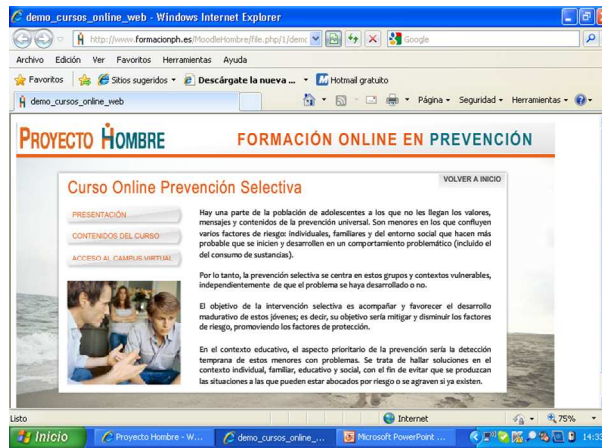 demo_cursos_online_web - Windows Internet Explorer
http://www.formacionph.es/MoodleHombre/file.php/1/demc
Google
Archivo Edición Ver Favoritos Herramientas Ayuda
Favoritos Sitios sugeridos Descárgate la nueva ... Hotmail gratuito
demo_cursos_online_web Página Seguridad Herramientas
PROYECTO HOMBRE FORMACIÓN ONLINE EN PREVENCIÓN
VOLVER A INICIO
Curso Online Prevención Selectiva
PRESENTACIÓN
CONTENIDOS DEL CURSO
ACCESO AL CAMPUS VIRTUAL
Hay una parte de la población de adolescentes a los que no les llegan los valores,
mensajes y contenidos de la prevención universal. Son menores en los que confluyen
varios factores de riesgo: individuales, familiares y del entorno social que hacen más
probable que se inicien y desarrollen en un comportamiento problemático (incluido el
del consumo de sustancias).
Por lo tanto, la prevención selectiva se centra en estos grupos y contextos vulnerables,
independientemente de que el problema se haya desarrollado o no.
El objetivo de la intervención selectiva es acompañar y favorecer el desarrollo
madurativo de estos jóvenes; es decir, su objetivo sería mitigar y disminuir los factores
de riesgo, promoviendo los factores de protección.
En el contexto educativo, el aspecto prioritario de la prevención sería la detección
temprana de estos menores con problemas. Se trata de hallar soluciones en el
contexto individual, familiar, educativo y social, con el fin de evitar que se produzcan
las situaciones a las que pueden estar abocados por riesgo o se agraven si ya existen.
Listo Internet 75%
Inicio Proyecto Hombre - W... demo_cursos_online_... Microsoft PowerPoint ... 14:33